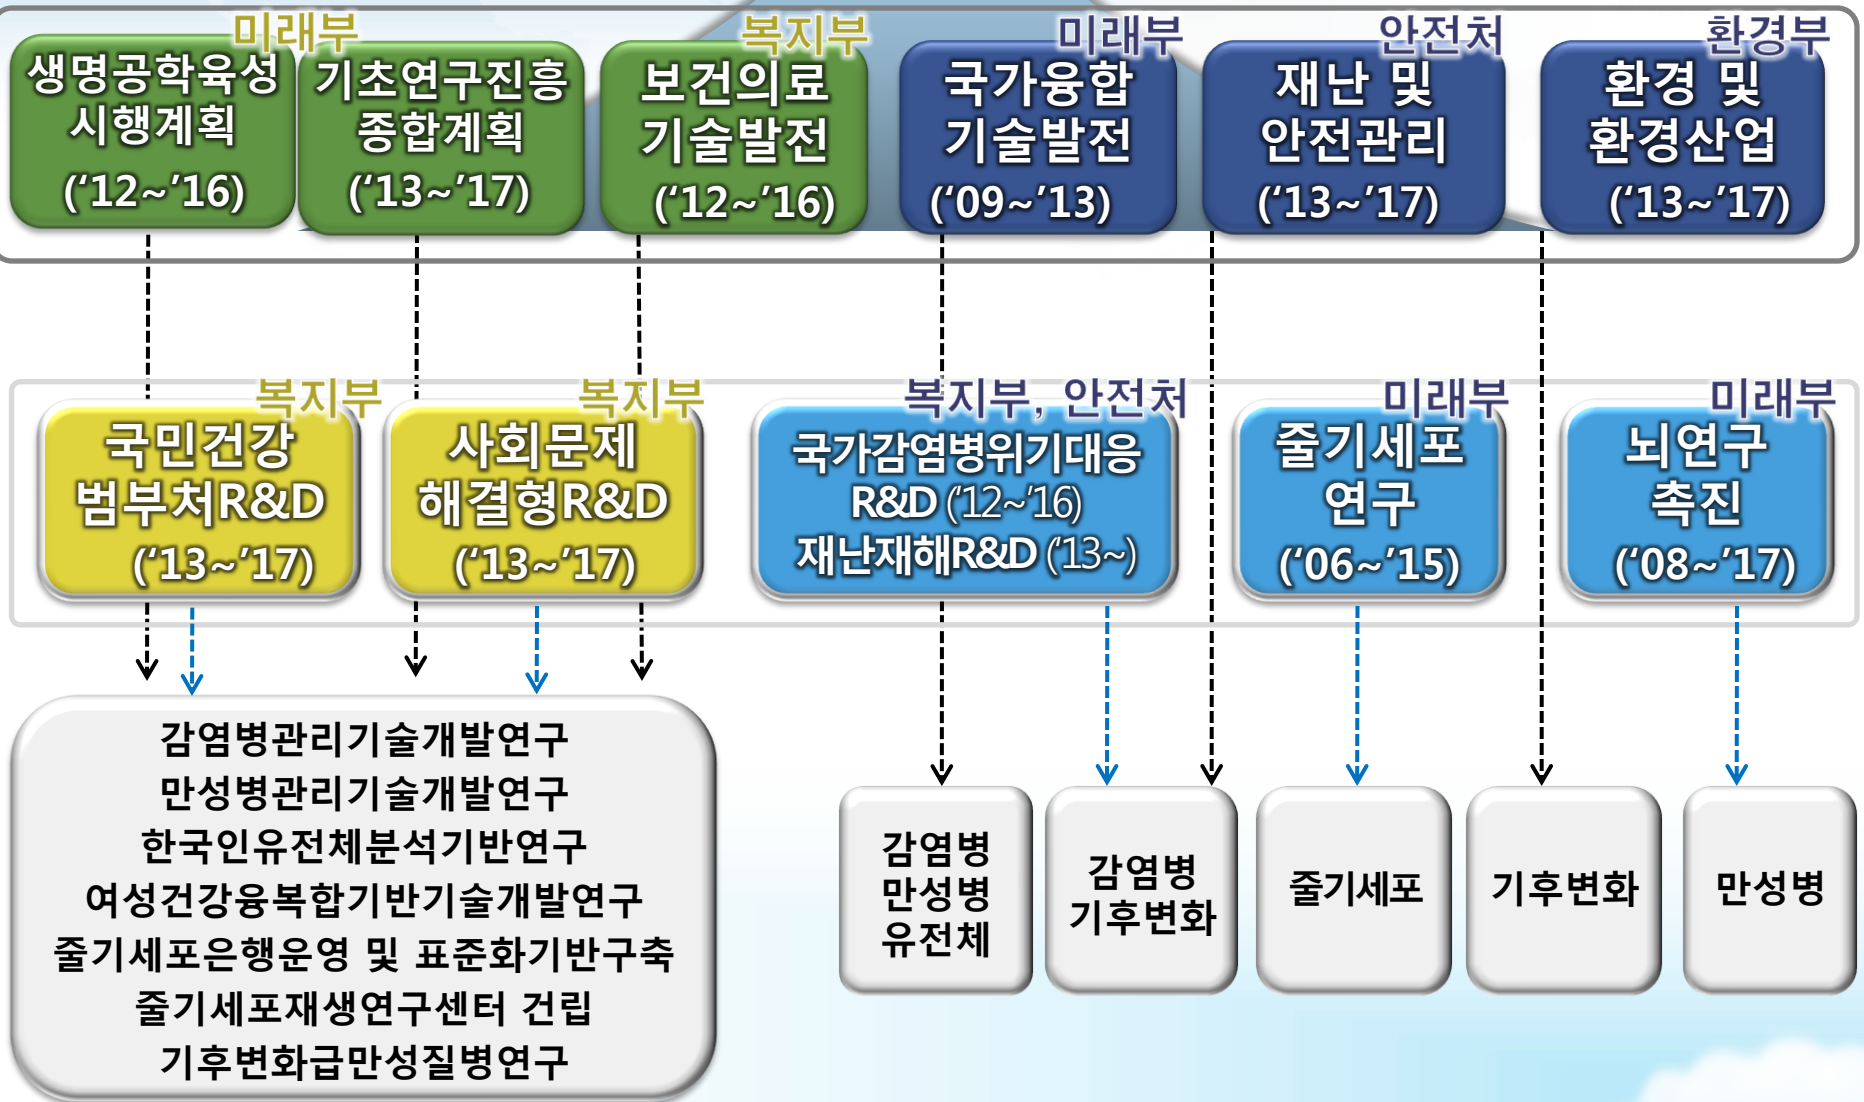 미래부
생명공학육성
시행계획
(‘12~’16)
기초연구진흥
종합계획
(‘13~’17)
복지부
보건의료
기술발전
(‘12~’16)
미래부
국가융합
기술발전
(‘09~’13)
안전처
재난 및
안전관리
(‘13~’17)
환경부
환경 및
환경산업
(‘13~’17)
복지부
국민건강
범부처R&D
(‘13~’17)
복지부
사회문제
해결형R&D
(‘13~’17)
복지부, 안전처
국가감염병위기대응
R&D (‘12~’16)
재난재해R&D (‘13~)
미래부
줄기세포
연구
(‘06~’15)
미래부
뇌연구
촉진
(‘08~’17)
감염병관리기술개발연구
만성병관리기술개발연구
한국인유전체분석기반연구
여성건강융복합기반기술개발연구
줄기세포은행운영 및 표준화기반구축
줄기세포재생연구센터 건립
기후변화급만성질병연구
감염병
만성병
유전체
감염병
기후변화
줄기세포
기후변화
만성병